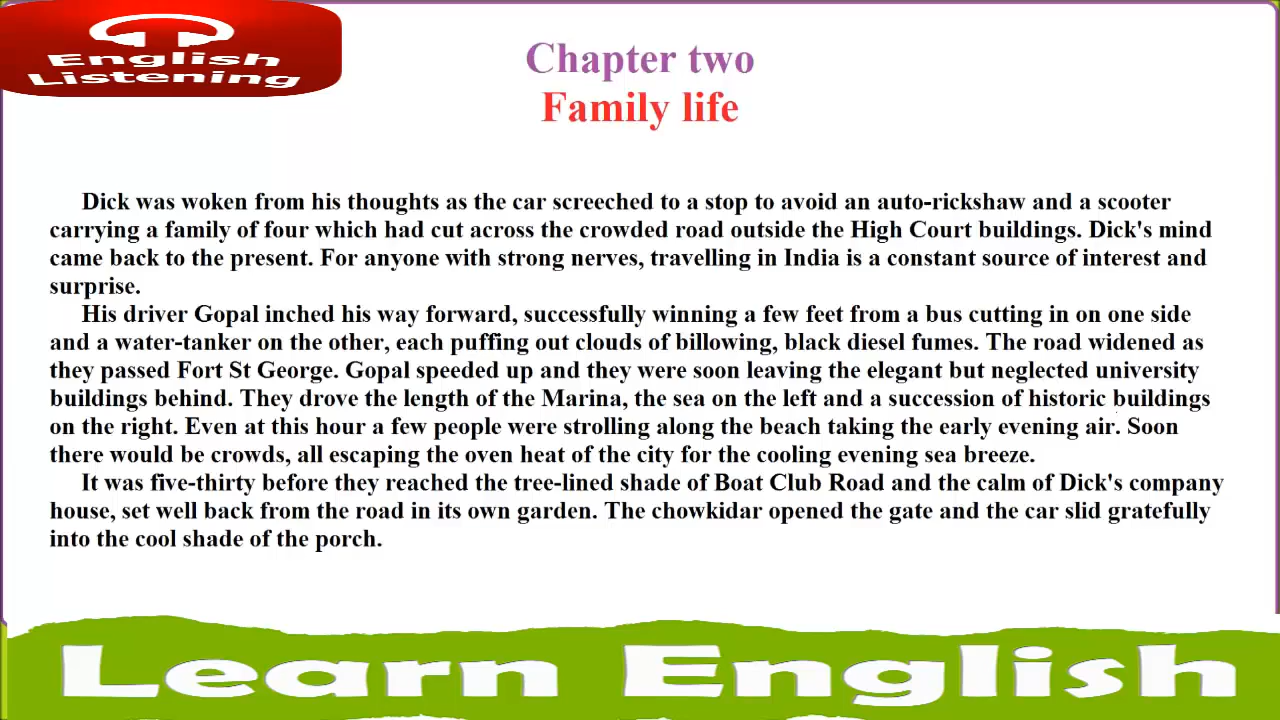 English
Listening
Chapter two
Family life
Dick was woken from his thoughts as the car screeched to a stop to avoid an auto-rickshaw and a scooter
carrying a family of four which had cut across the crowded road outside the High Court buildings. Dick's mind
came back to the present. For anyone with strong nerves, travelling in India is a constant source of interest and
surprise.
His driver Gopal inched his way forward, successfully winning a few feet from a bus cutting in on one side
and a water-tanker on the other, each puffing out clouds of billowing, black diesel fumes. The road widened as
they passed Fort St George. Gopal speeded up and they were soon leaving the elegant but neglected university
buildings behind. They drove the length of the Marina, the sea on the left and a succession of historic buildings
on the right. Even at this hour a few people were strolling along the beach taking the early evening air. Soon
there would be crowds, all escaping the oven heat of the city for the cooling evening sea breeze.
It was five-thirty before they reached the tree-lined shade of Boat Club Road and the calm of Dick's company
house, set well back from the road in its own garden. The chowkidar opened the gate and the car slid gratefully
into the cool shade of the porch.
Learn English